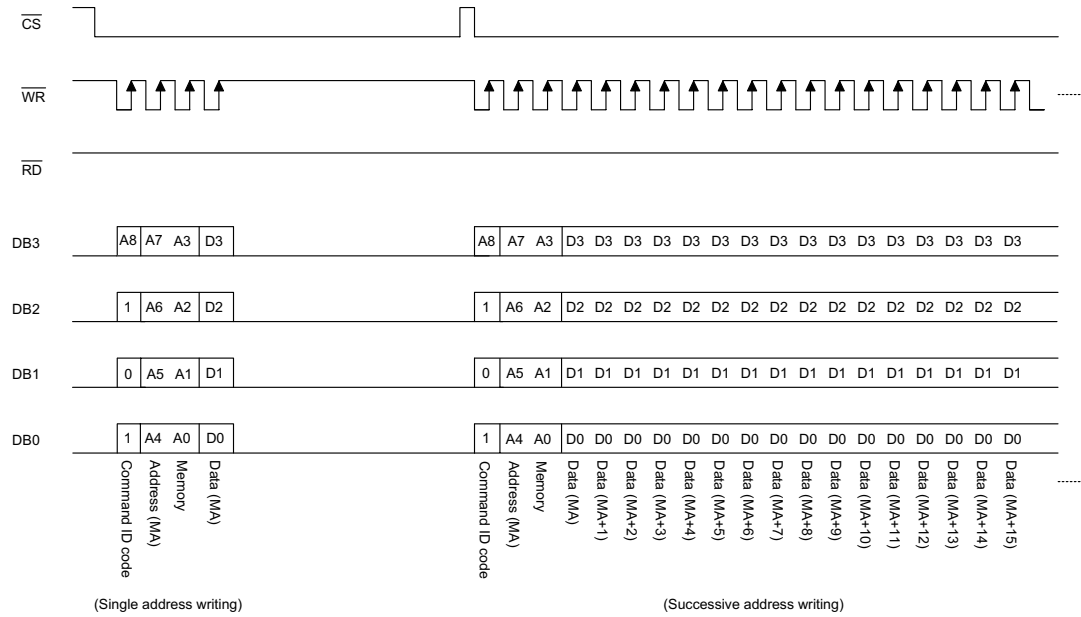 CS
WR
......
RD
DB3 A8 A7 A3 D3 A8 A7 A3 D3 D3 D3 D3 D3 D3 D3 D3 D3 D3 D3 D3 D3 D3 D3 D3
DB2 1 A6 A2 D2 1 A6 A2 D2 D2 D2 D2 D2 D2 D2 D2 D2 D2 D2 D2 D2 D2 D2 D2
DB1 0 A5 A1 D1 0 A5 A1 D1 D1 D1 D1 D1 D1 D1 D1 D1 D1 D1 D1 D1 D1 D1 D1
DB0 1 A4 A0 D0 1 A4 A0 D0 D0 D0 D0 D0 D0 D0 D0 D0 D0 D0 D0 D0 D0 D0 D0
Command ID code
Address (MA)
Memory
Data (MA)
Command ID code
Address (MA)
Memory
Data (MA)
Data (MA+1)
Data (MA+2)
Data (MA+3)
Data (MA+4)
Data (MA+5)
Data (MA+6)
Data (MA+7)
Data (MA+8)
Data (MA+9)
Data (MA+10)
Data (MA+11)
Data (MA+12)
Data (MA+13)
Data (MA+14)
Data (MA+15)
......
(Single address writing)
(Successive address writing)